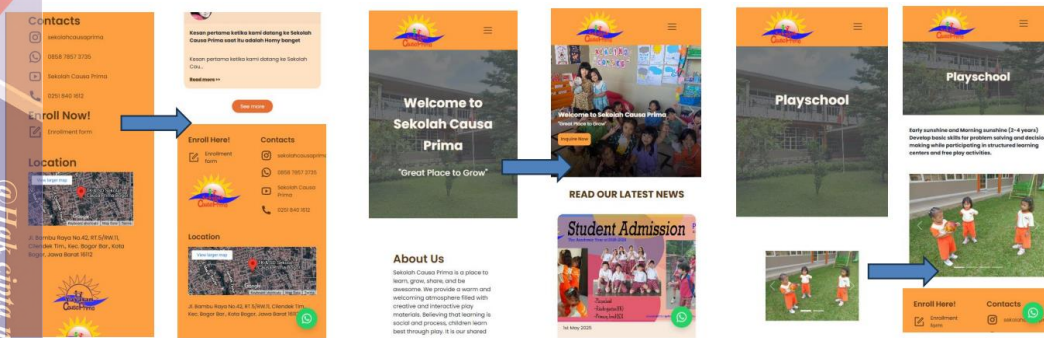 Contacts
sekolahcausaprima
0858 7857 2735
Sekolah Causa Prima
0251 840 1612
Enroll Now!
Enrollment form
Location
View larger map
Google
Jl. Bambu Raya No.42, RT.5/RW.11,
Cilendek Tim., Kec. Bogor Bar., Kota
Bogor, Jawa Barat 16112
CausaPrima
Kesan pertama ketika kami datang ke Sekolah
Causa Prima saat itu adalah Homy banget
Kesan pertama ketika kami datang ke Sekolah
Cau...
Read more >>
See more
Enroll Here!
Enrollment
form
CausaPrima
Contacts
sekolahcausaprima
0858 7857 2735
Sekolah Causa
Prima
0251 840 1612
Location
View larger map
Jl. Bambu Raya No.42, RT.5/RW.11, Cilendek Tim.,
Kec. Bogor Bar., Kota Bogor, Jawa Barat
CausaPrima
Welcome to
Sekolah Causa
Prima
"Great Place to Grow"
About Us
Sekolah Causa Prima is a place to
learn, grow, share, and be
awesome. We provide a warm and
welcoming atmosphere filled with
creative and interactive play
materials. Believing that learning is
social and process, children learn
best through play. It is our shared
CausaPrima
Welcome to Sekolah Causa Prima
"Great Place to Grow"
Inquire Now
READ OUR LATEST NEWS
Student Admission
1st May 2025
CausaPrima
Playschool
CausaPrima
Playschool
Early sunshine and Morning sunshine (2-4 years)
Develop basic skills for problem solving and decision
making while participating in structured learning
centers and free play activities.
Enroll Here!
Enrollment
form
Contacts
@Hak cipta